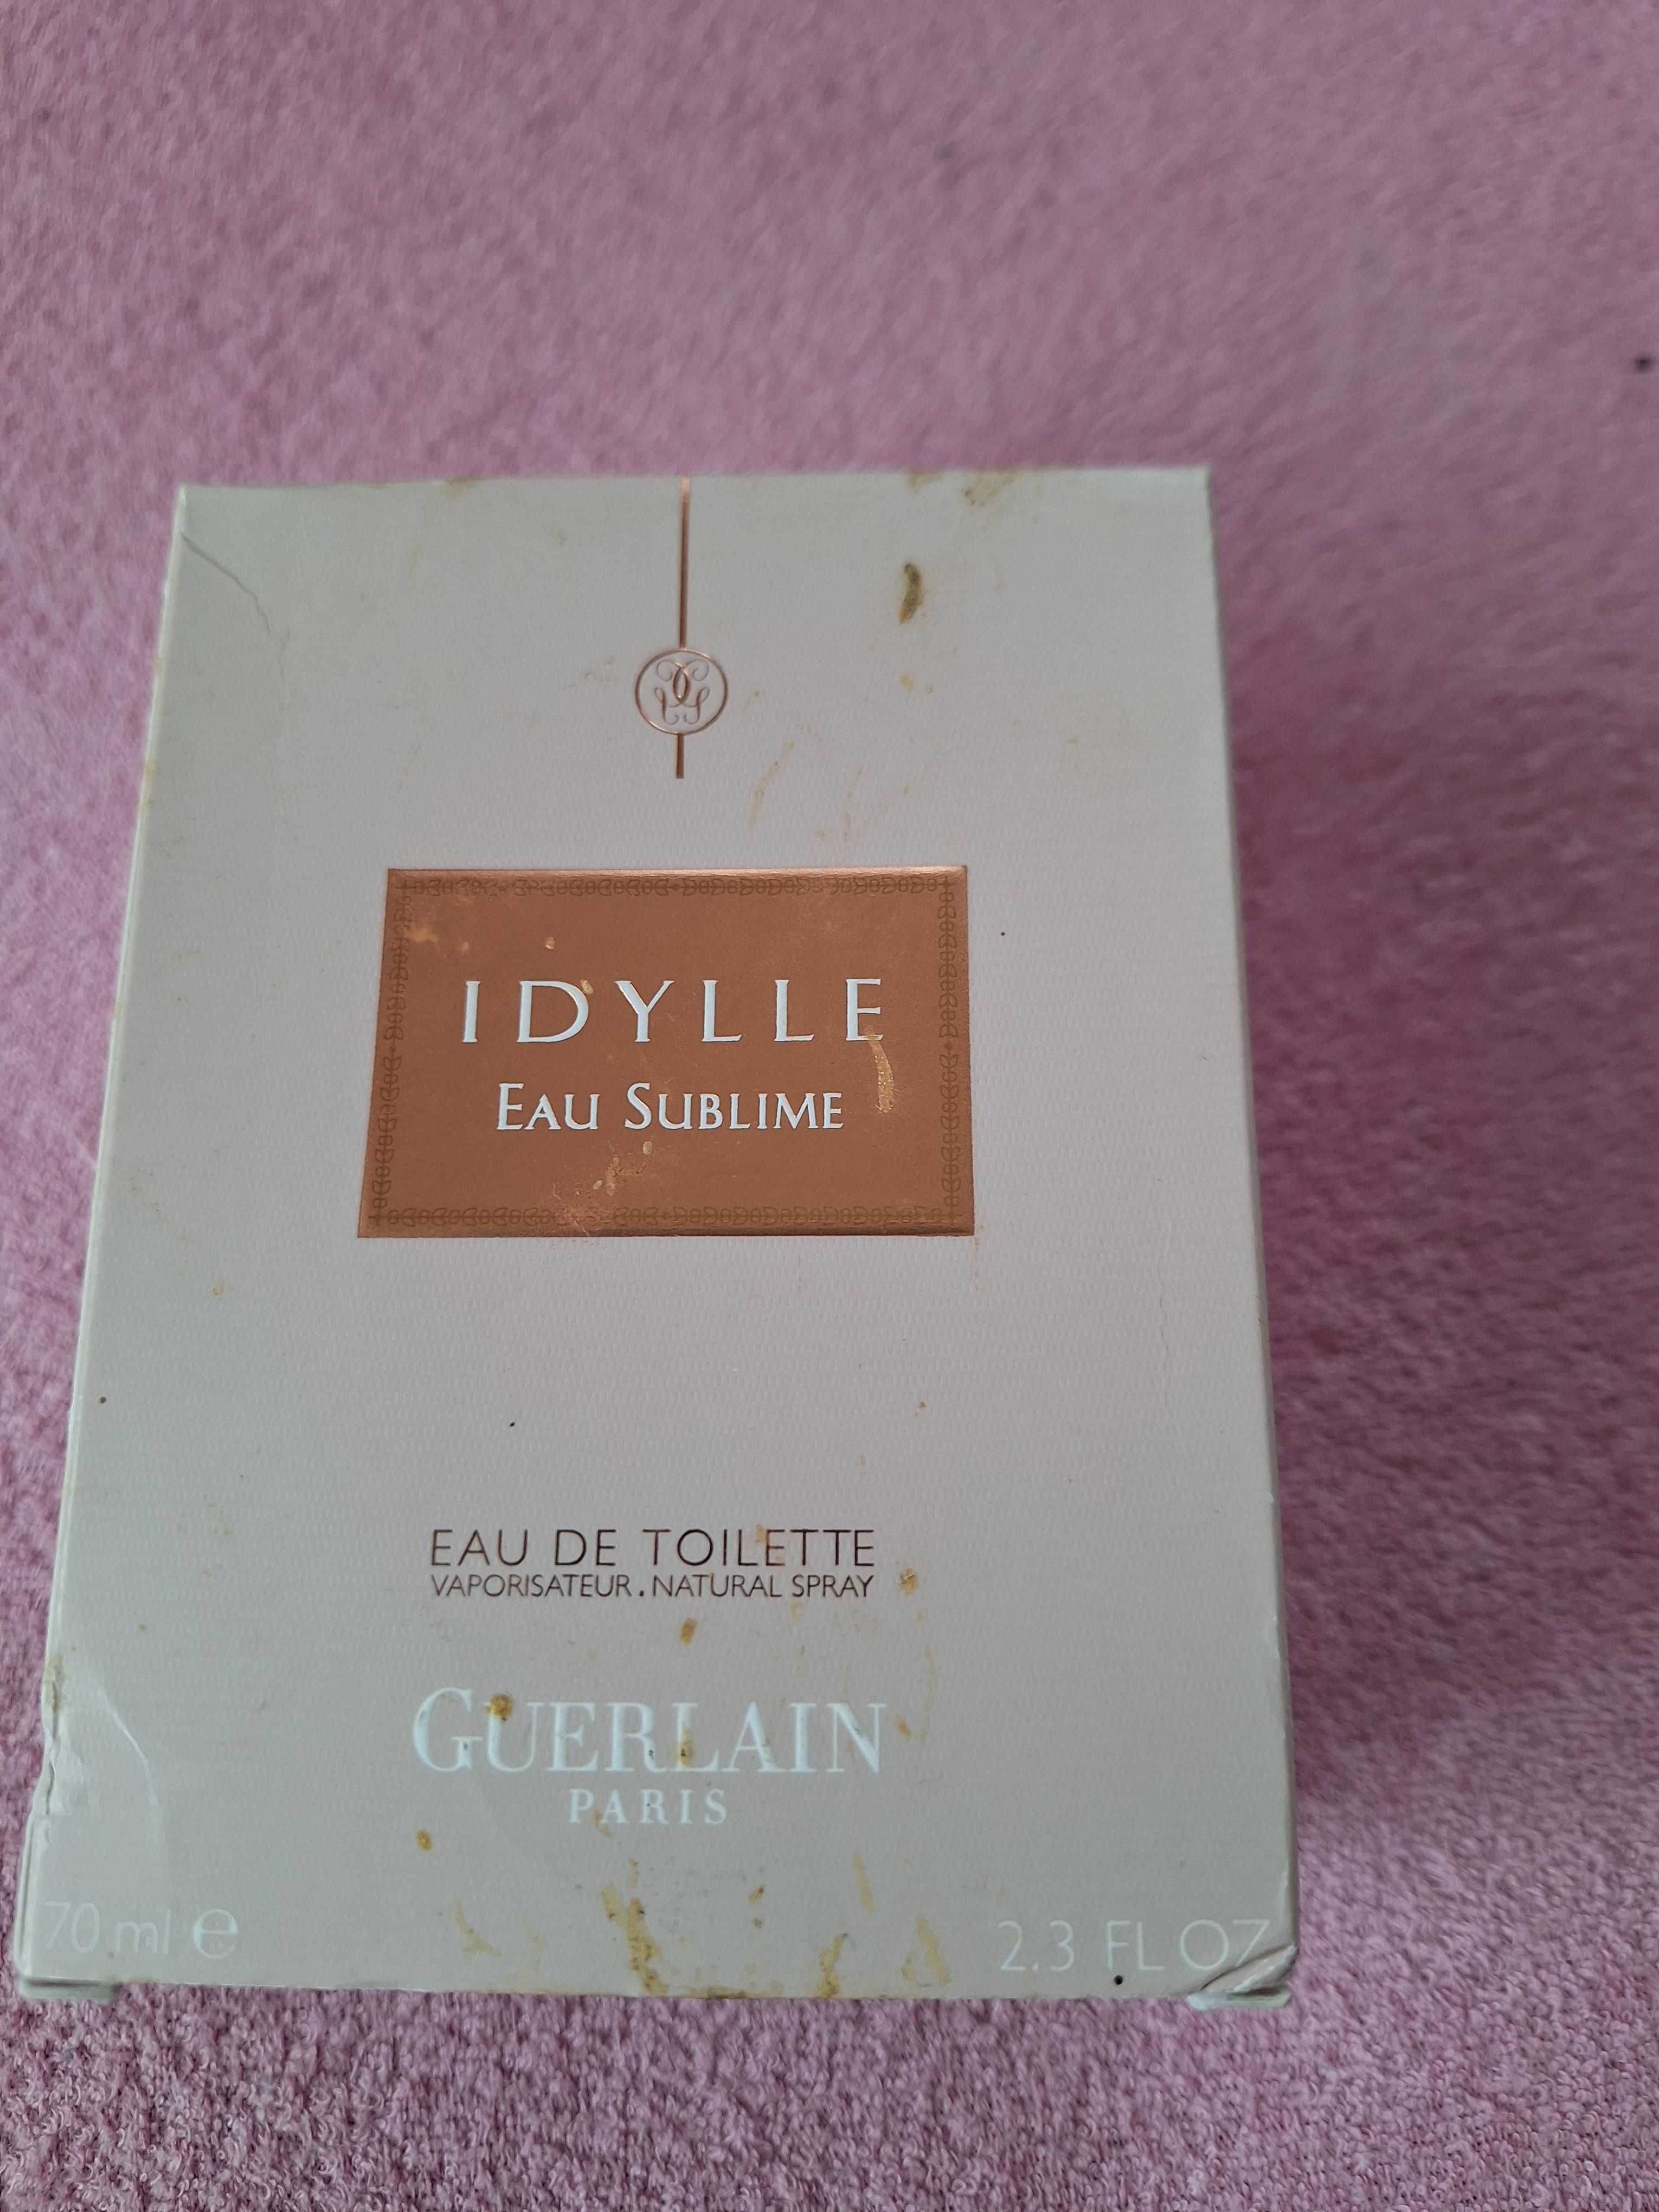 IDYLLE
EAU SUBLIME
EAU DE TOILETTE
VAPORISATEUR . NATURAL SPRAY
GUERLAIN
PARIS
70 ml e
2.3 FL OZ